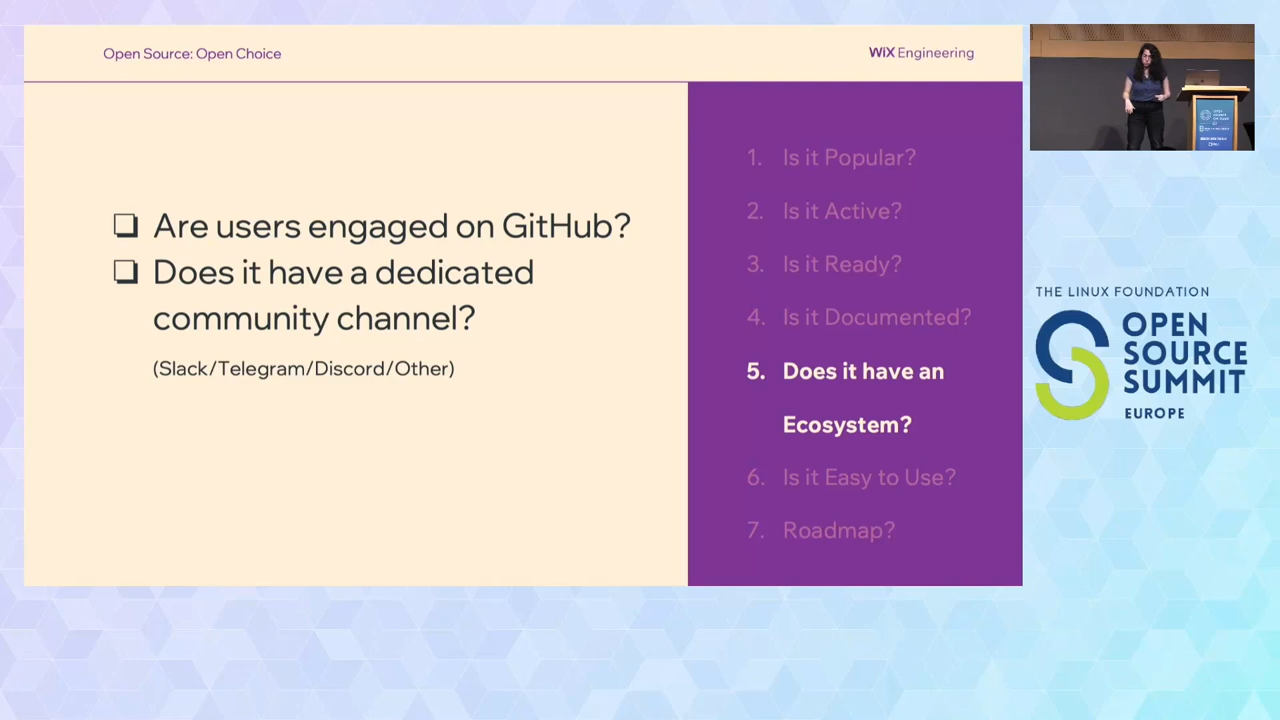 Open Source: Open Choice
WiX Engineering
❏ Are users engaged on GitHub?
❏ Does it have a dedicated
community channel?
(Slack/Telegram/Discord/Other)
1. Is it Popular?
2. Is it Active?
3. Is it Ready?
4. Is it Documented?
5. Does it have an
Ecosystem?
6. Is it Easy to Use?
7. Roadmap?
THE LINUX FOUNDATION
OPEN
SOURCE
SUMMIT
EUROPE